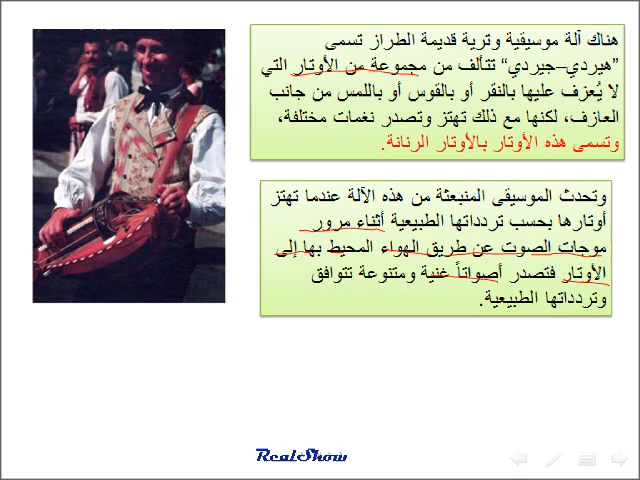 هناك آلة موسيقية وترية قديمة الطراز تسمى
"هيردي–جيردي" تتألف من مجموعة من الأوتار التي
لا يُعزف عليها بالنقر أو بالقوس أو باللمس من جانب
العازف، لكنها مع ذلك تهتز وتصدر نغمات مختلفة،
وتسمى هذه الأوتار بالأوتار الرنانة.
وتحدث الموسيقى المنبعثة من هذه الآلة عندما تهتز
أوتارها بحسب تردداتها الطبيعية أثناء مرور
موجات الصوت عن طريق الهواء المحيط بها إلى
الأوتار فتصدر أصواتاً غنية ومتنوعة تتوافق
وتردداتها الطبيعية.
RealShow